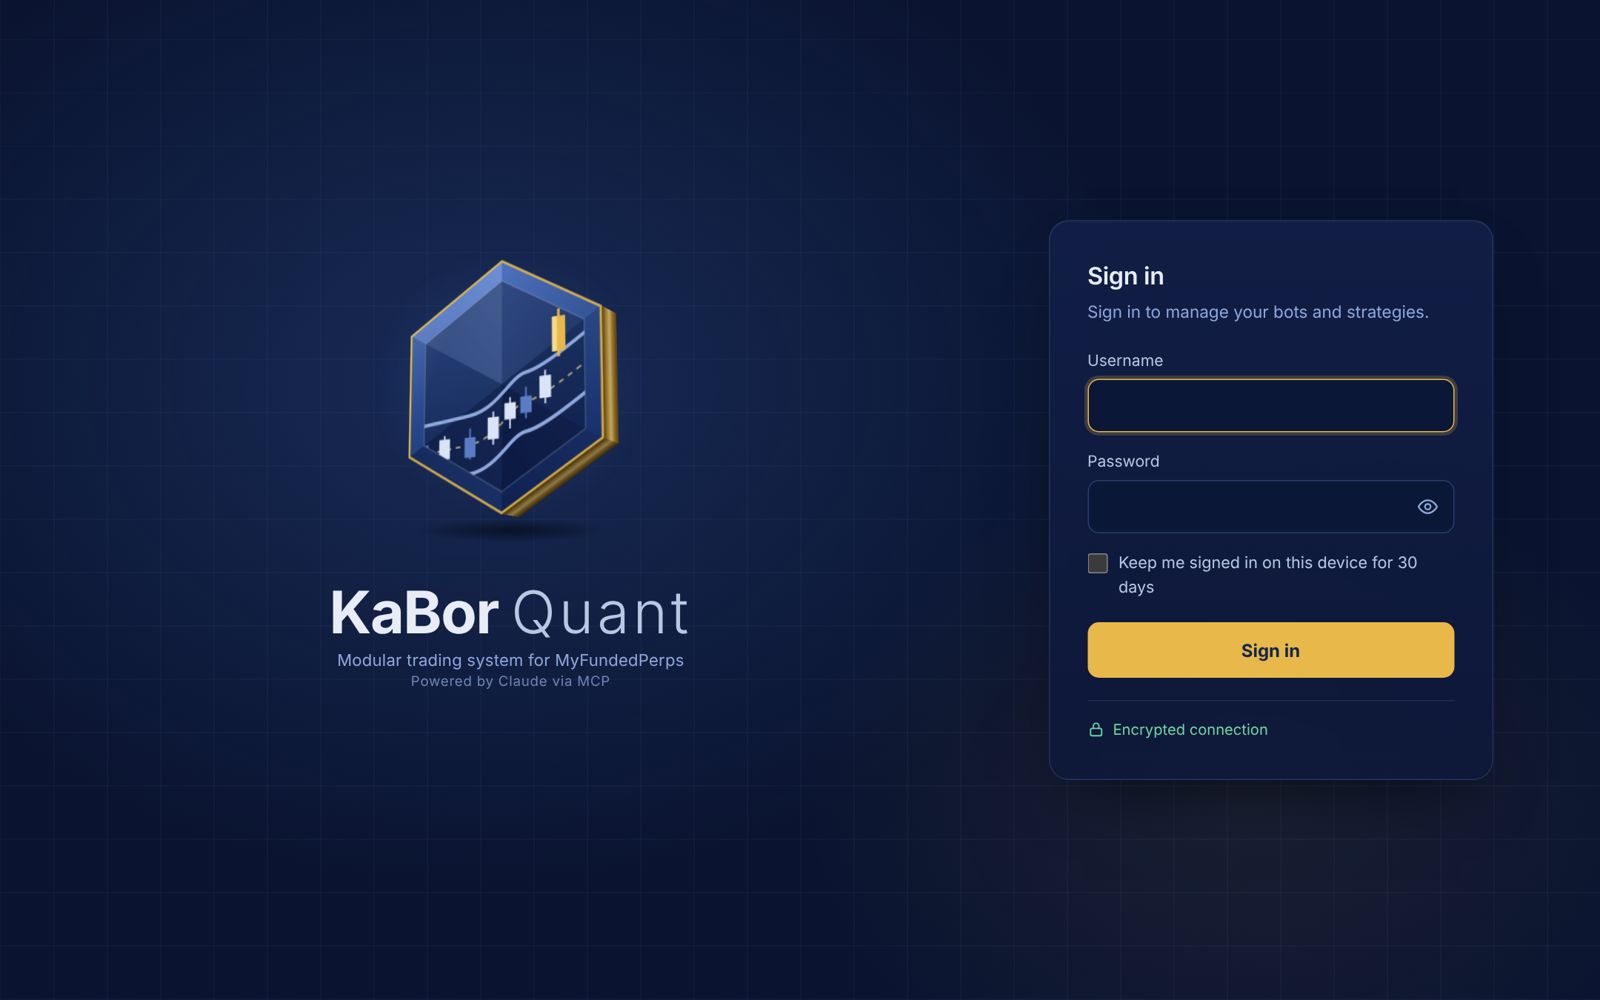 KaBor Quant
Modular trading system for MyFundedPerps
Powered by Claude via MCP
Sign in
Sign in to manage your bots and strategies.
Username
Password
Keep me signed in on this device for 30
days
Sign in
Encrypted connection